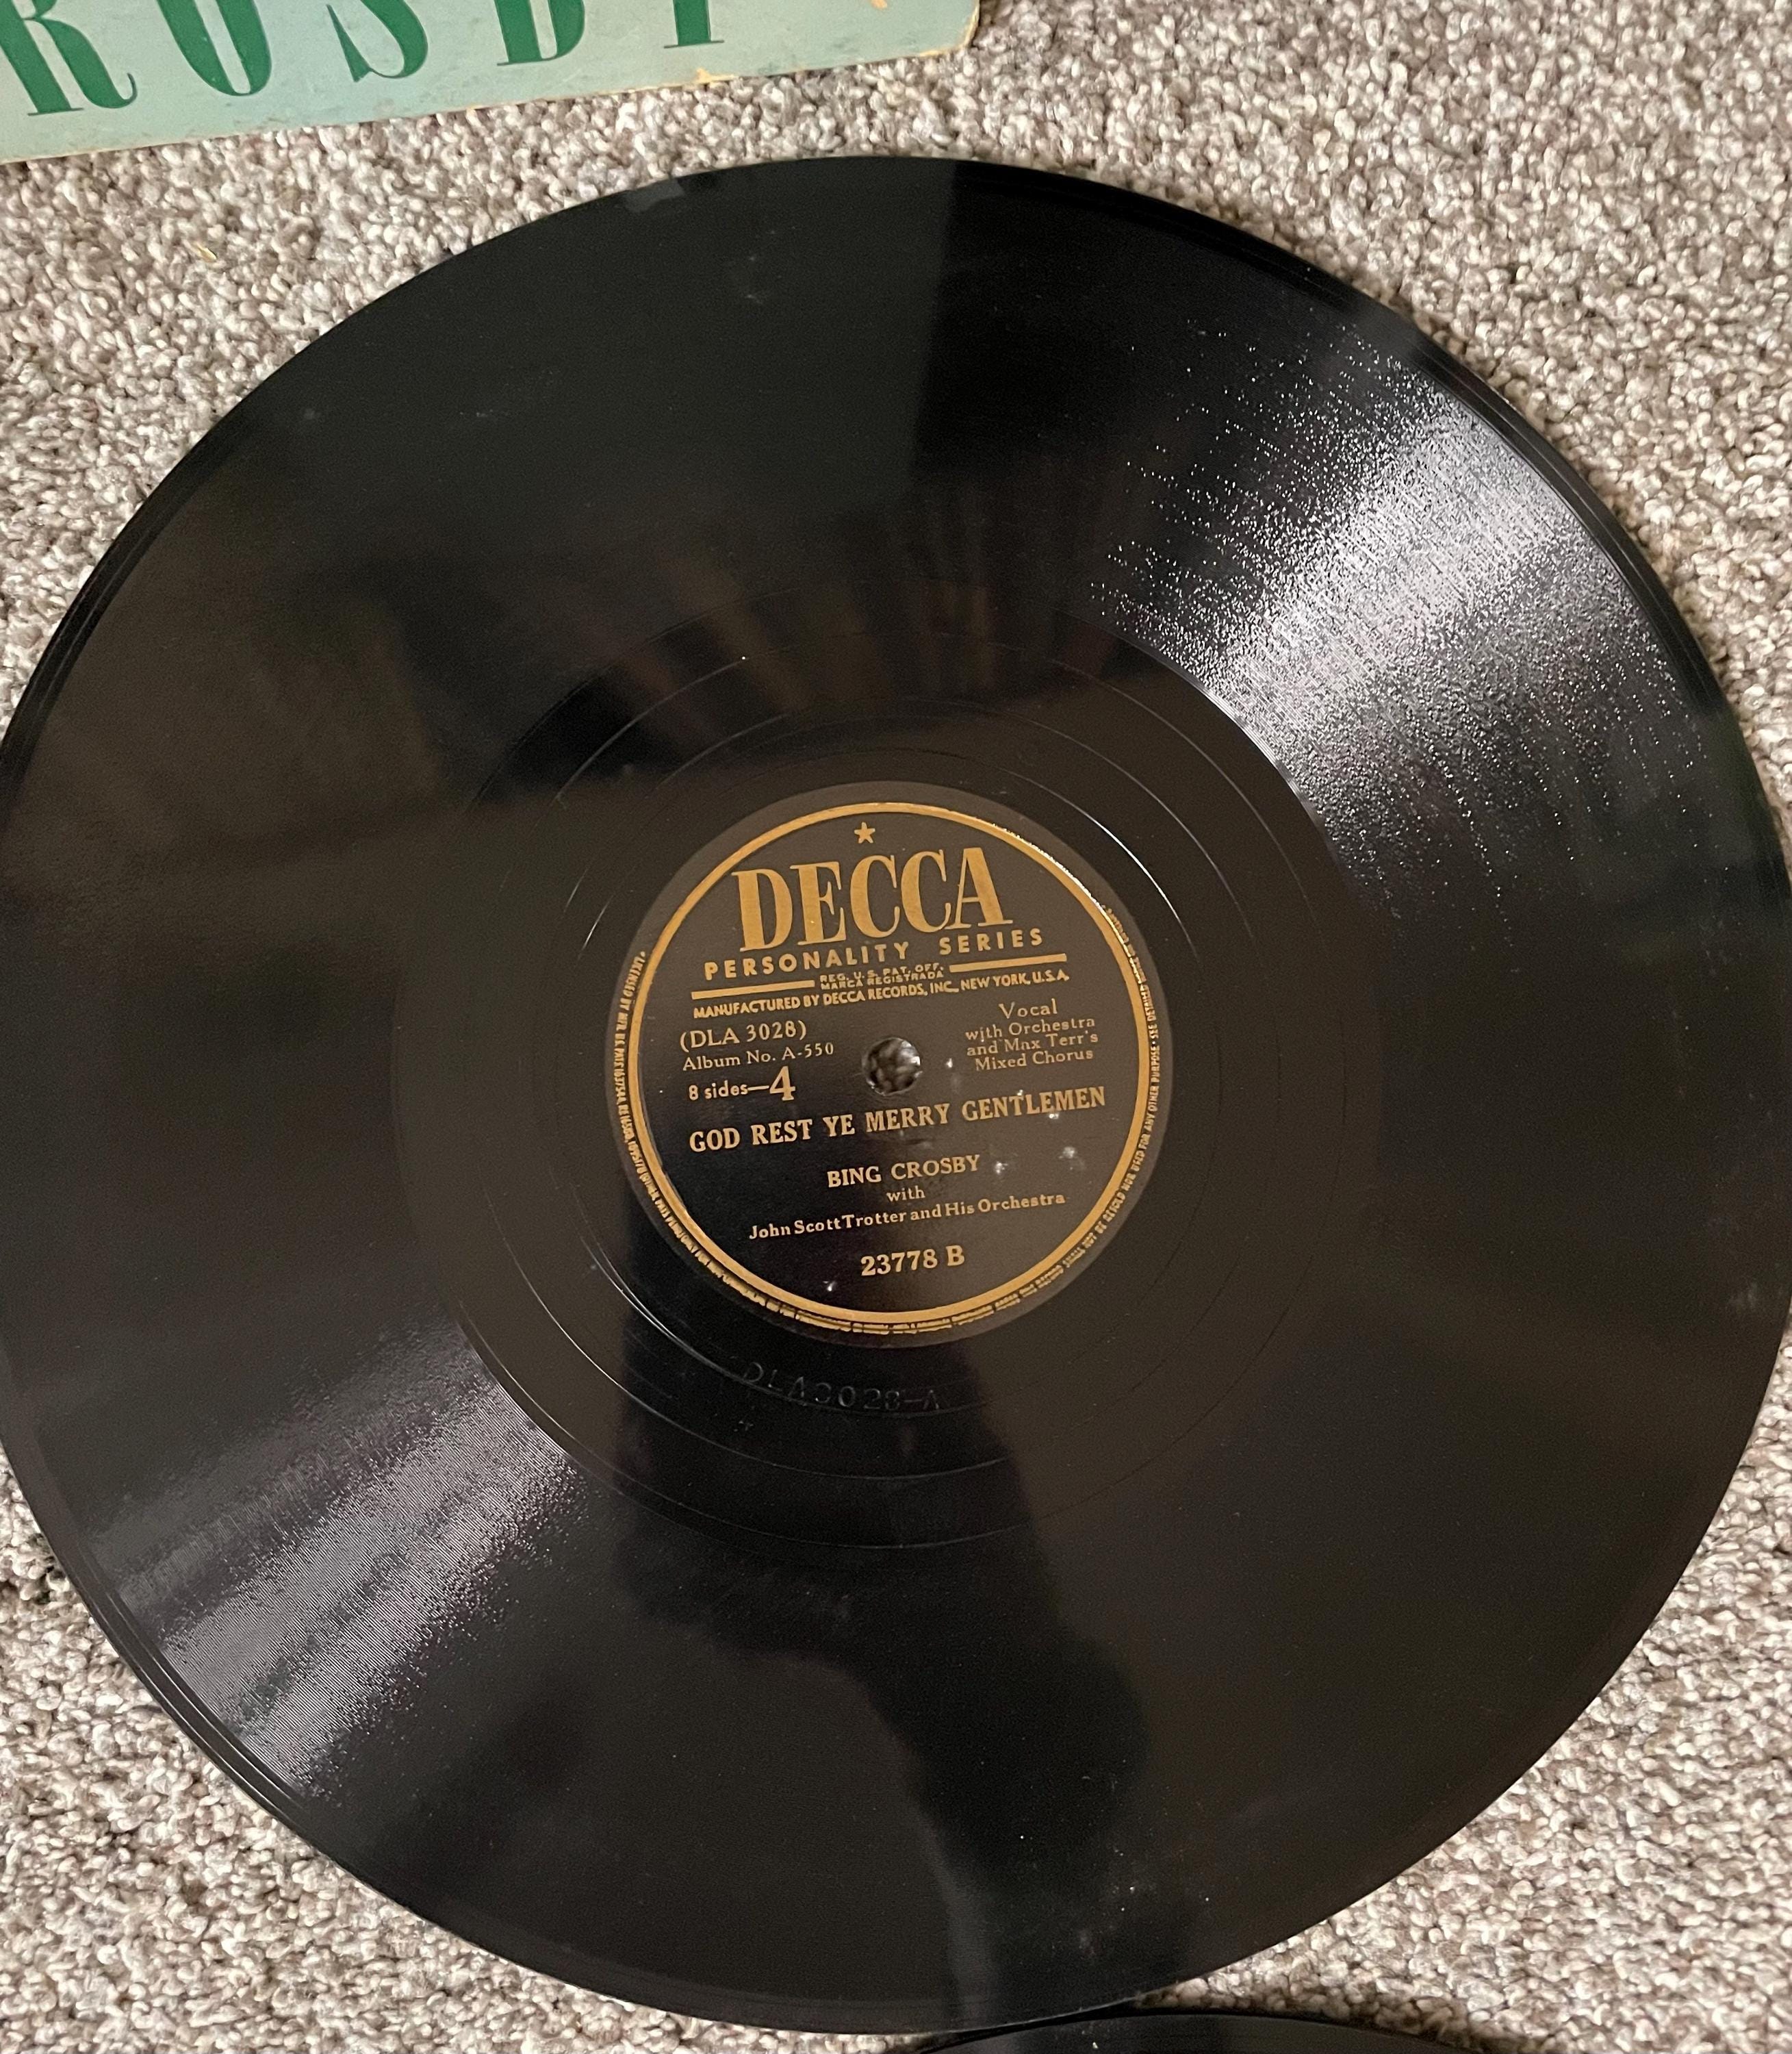 ROSBY
DECCA
PERSONALITY SERIES
REG. U.S. PAT. OFF.
MARCA REGISTRADA
MANUFACTURED BY DECCA RECORDS, INC., NEW YORK, U.S.A.
(DLA 3028)
Album No. A-550
8 sides—4
Vocal
with Orchestra
and Max Terr's
Mixed Chorus
GOD REST YE MERRY GENTLEMEN
BING CROSBY
with
John Scott Trotter and His Orchestra
23778 B
DLA3028-A